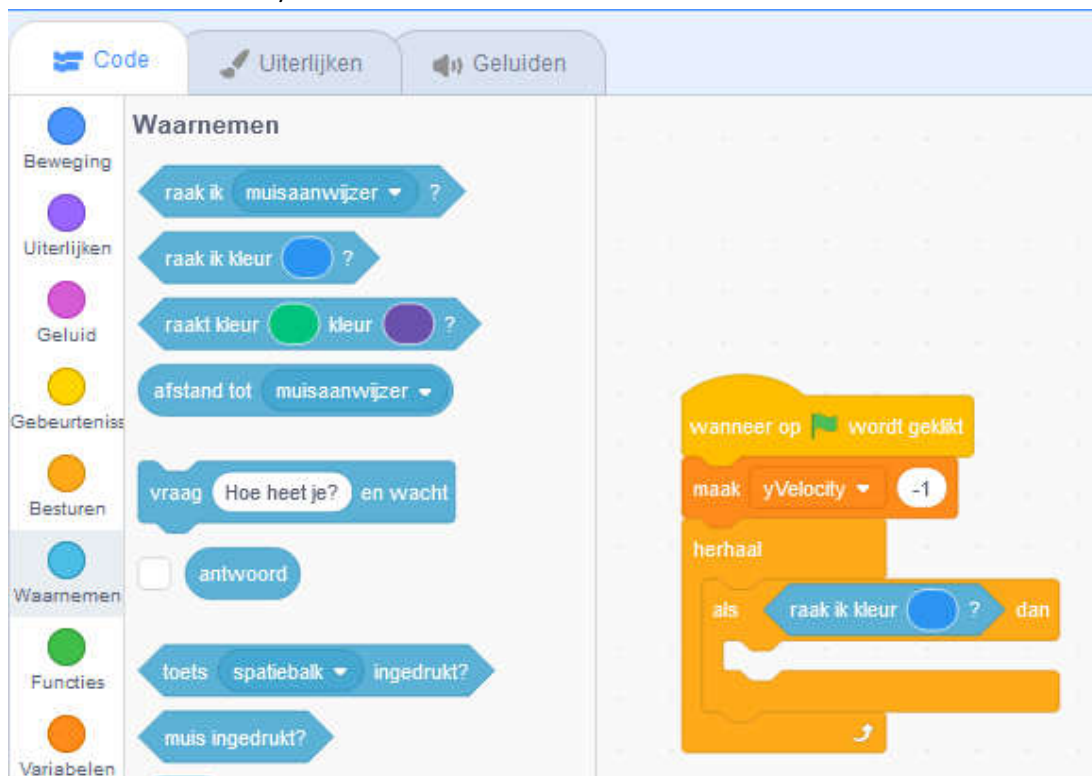 Code
Uiterlijken
Geluiden
Beweging
Uiterlijken
Geluid
Gebeurteniss
Besturen
Waarnemen
Functies
Variabelen
Waarnemen
raak ik muisaanwijzer ?
raak ik kleur ?
raakt kleur kleur ?
afstand tot muisaanwijzer
vraag Hoe heet je? en wacht
antwoord
toets spatiebalk ingedrukt?
muis ingedrukt?
wanneer op wordt geklikt
maak yVelocity -1
herhaal
als raak ik kleur ? dan